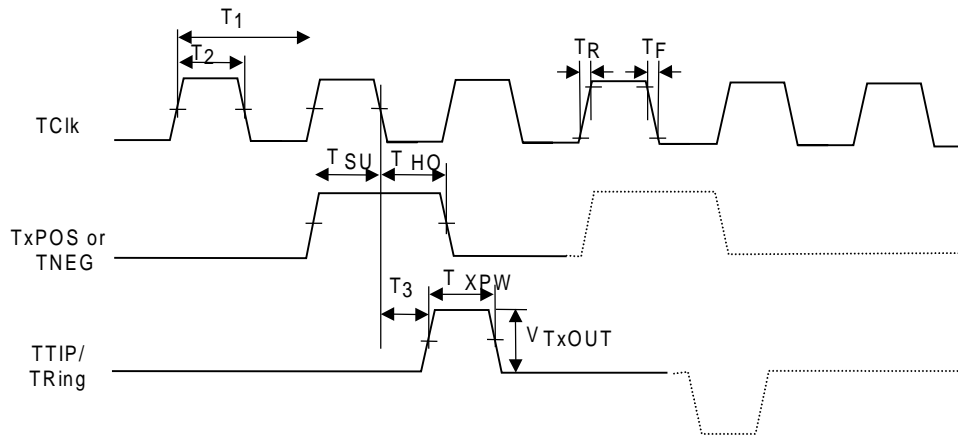 T1
T2
TR TF
TClk
T SU T HO
TxPOS or
TNEG
T3 T XPW
V TxOUT
TTIP/
TRing